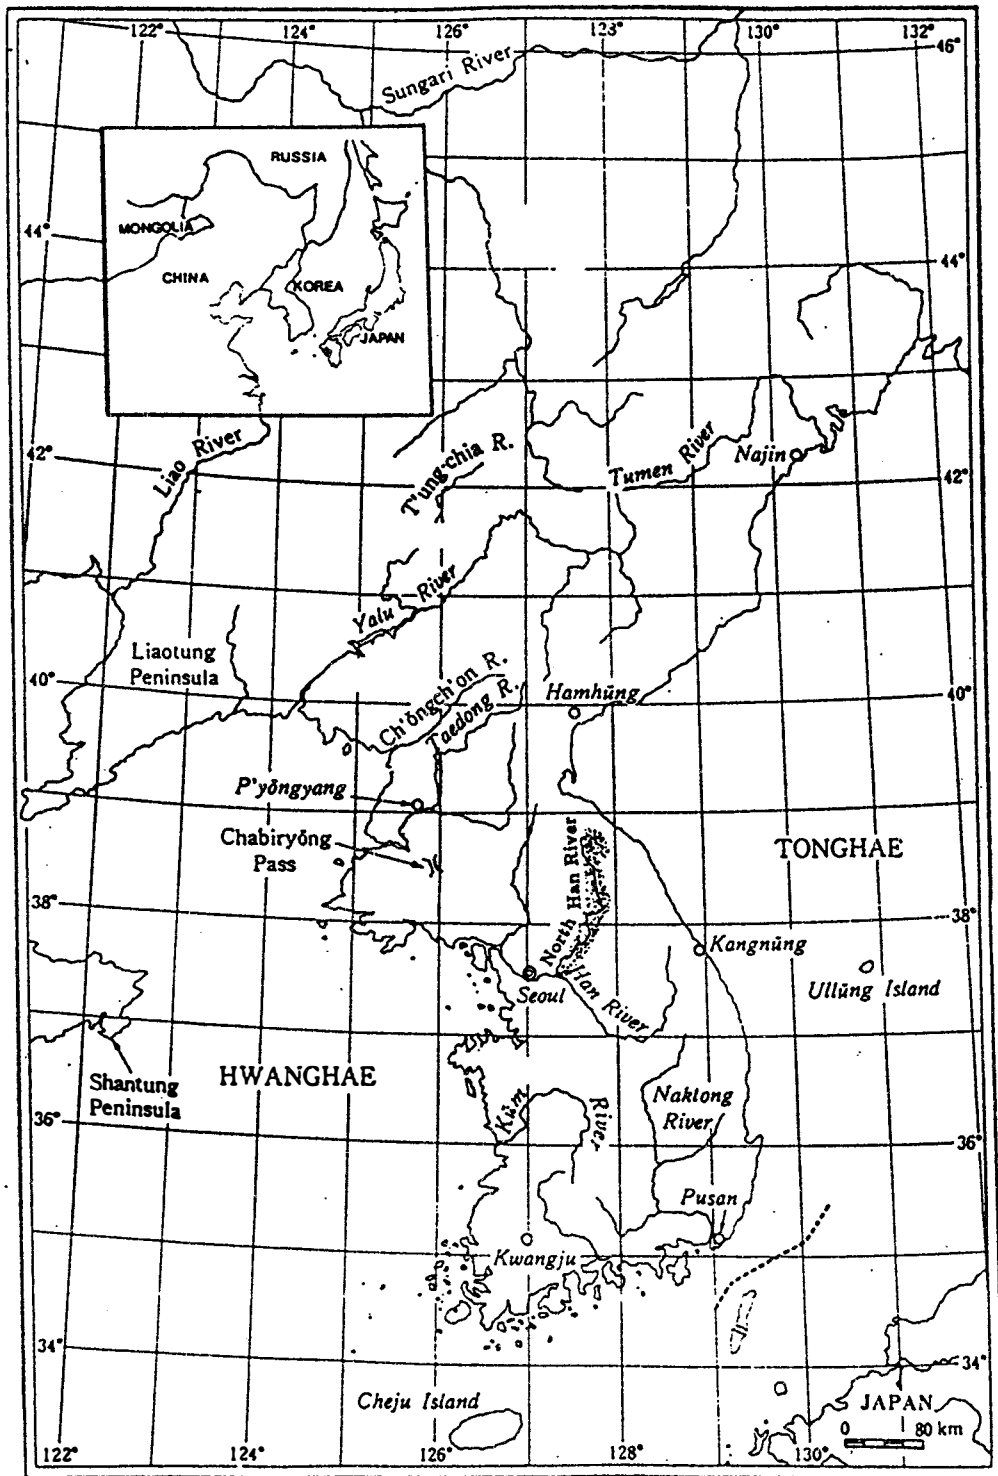 122° 124° 126° 123° 130° 132°
46°
Sungari River
RUSSIA
MONGOLIA
CHINA
KOREA
JAPAN
44°
44°
42°
Liao River
T'ung-chia R.
Tumen River
Najin
42°
Yalu River
Liaotung
Peninsula
40°
Ch'ŏngch'on R.
Taedong R.
Hamhŭng
40°
P'yŏngyang
Chabiryŏng
Pass
North Han River
TONGHAE
38°
38°
Kangnŭng
Seoul
Han River
Ullŭng Island
Shantung
Peninsula
HWANGHAE
Kŭm River
Naktong
River
36°
36°
Pusan
Kwangju
34°
34°
Cheju Island
JAPAN
0 80 km
122° 124° 126° 128° 130°